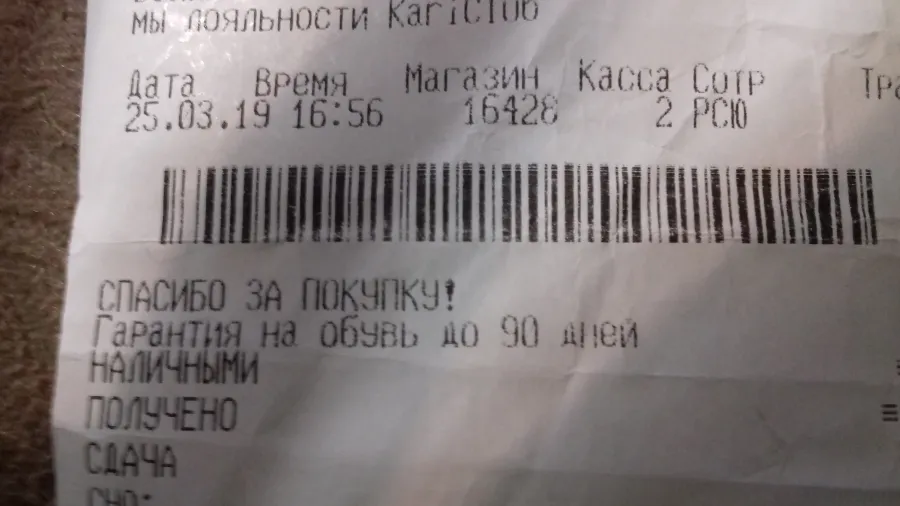 мы лояльности KariClub
Дата Время Магазин Касса Сотр
25.03.19 16:56 16428 2 РСЮ
СПАСИБО ЗА ПОКУПКУ!
Гарантия на обувь до 90 дней
НАЛИЧНЫМИ
ПОЛУЧЕНО
СДАЧА
СНО: